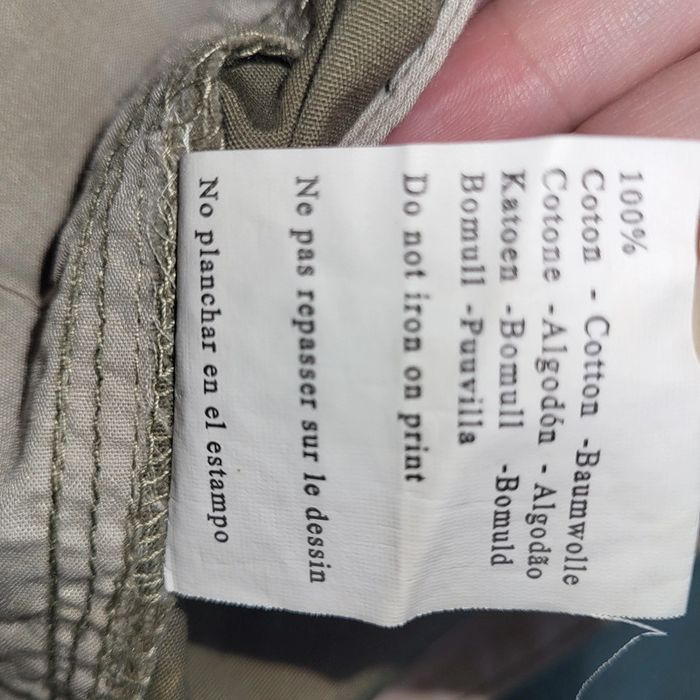 100%
Coton - Cotton -Baumwolle
Cotone -Algodón - Algodão
Katoen -Bomull -Bomuld
Bomull -Puuvilla
Do not iron on print
Ne pas repasser sur le dessin
No planchar en el estampo